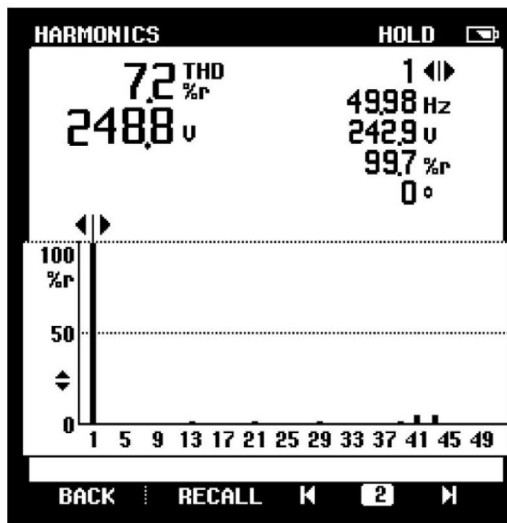 HARMONICS HOLD
7.2 THD %r
248.8 V
1
49.98 Hz
242.9 V
99.7 %r
0 °
100
%r
50
0
1 5 9 13 17 21 25 29 33 37 41 45 49
BACK RECALL 2